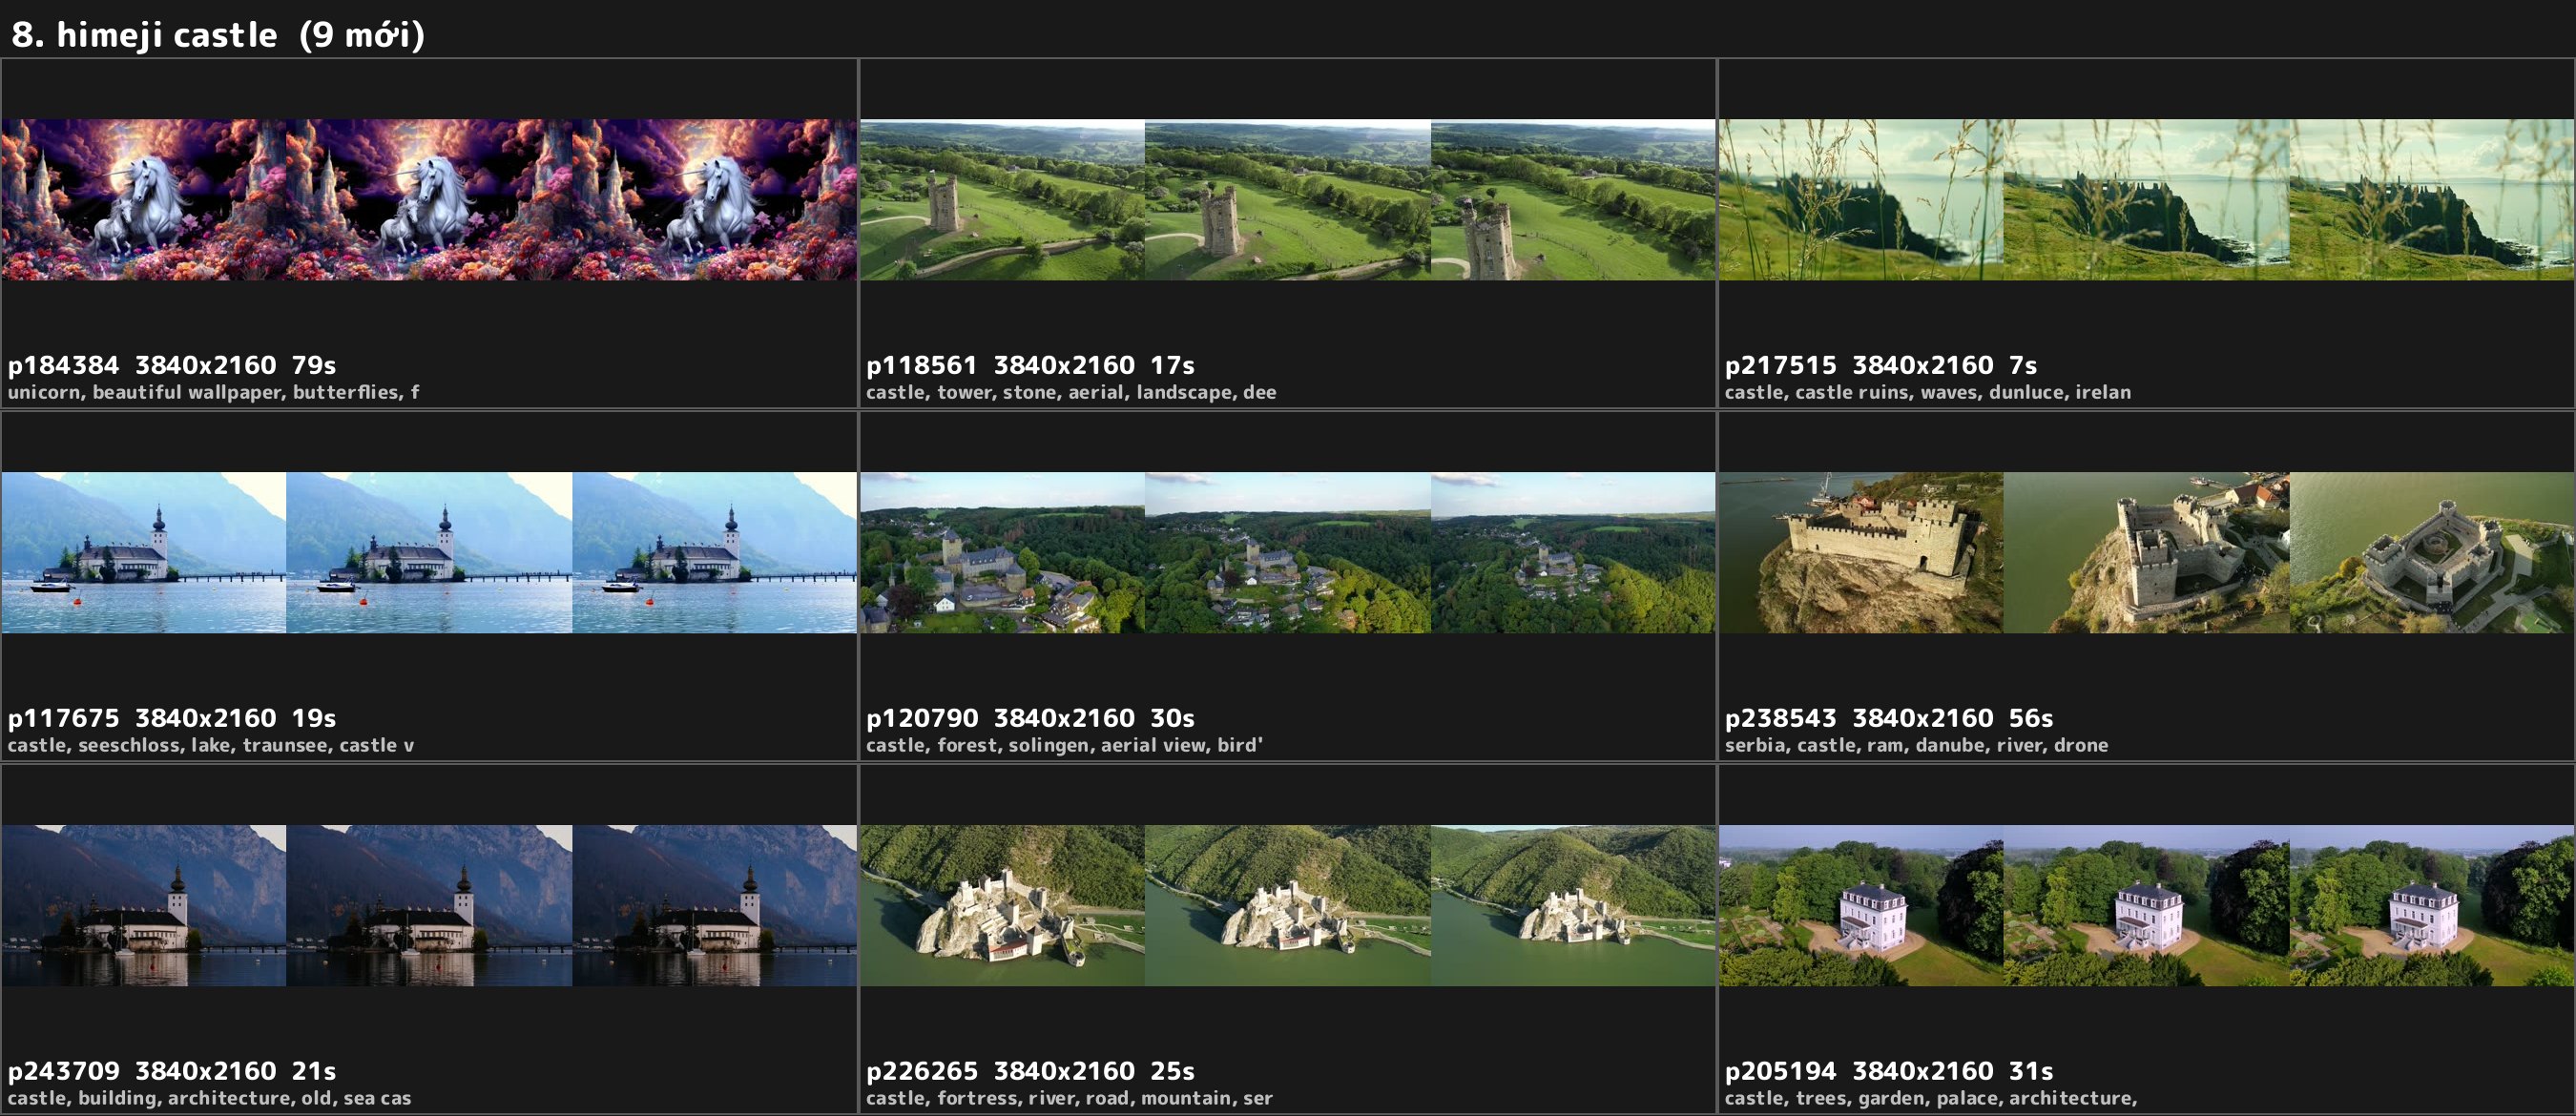 8. himeji castle (9 mới)
p184384 3840x2160 79s
unicorn, beautiful wallpaper, butterflies, f
p118561 3840x2160 17s
castle, tower, stone, aerial, landscape, dee
p217515 3840x2160 7s
castle, castle ruins, waves, dunluce, irelan
p117675 3840x2160 19s
castle, seeschloss, lake, traunsee, castle v
p120790 3840x2160 30s
castle, forest, solingen, aerial view, bird'
p238543 3840x2160 56s
serbia, castle, ram, danube, river, drone
p243709 3840x2160 21s
castle, building, architecture, old, sea cas
p226265 3840x2160 25s
castle, fortress, river, road, mountain, ser
p205194 3840x2160 31s
castle, trees, garden, palace, architecture,